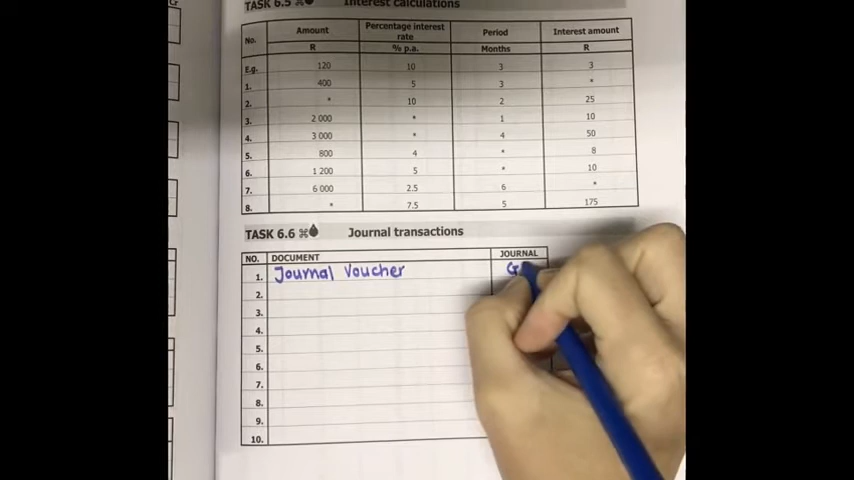 TASK 6.5 Interest calculations
No. Amount Percentage interest rate Period Interest amount
R % p.a. Months R
E.g. 120 10 3 3
1. 400 5 3 *
2. * 10 2 25
3. 2 000 * 1 10
4. 3 000 * 4 50
5. 800 4 * 8
6. 1 200 5 * 10
7. 6 000 2.5 6 *
8. * 7.5 5 175
TASK 6.6 Journal transactions
NO. DOCUMENT JOURNAL
1. Journal Voucher G
2.
3.
4.
5.
6.
7.
8.
9.
10.